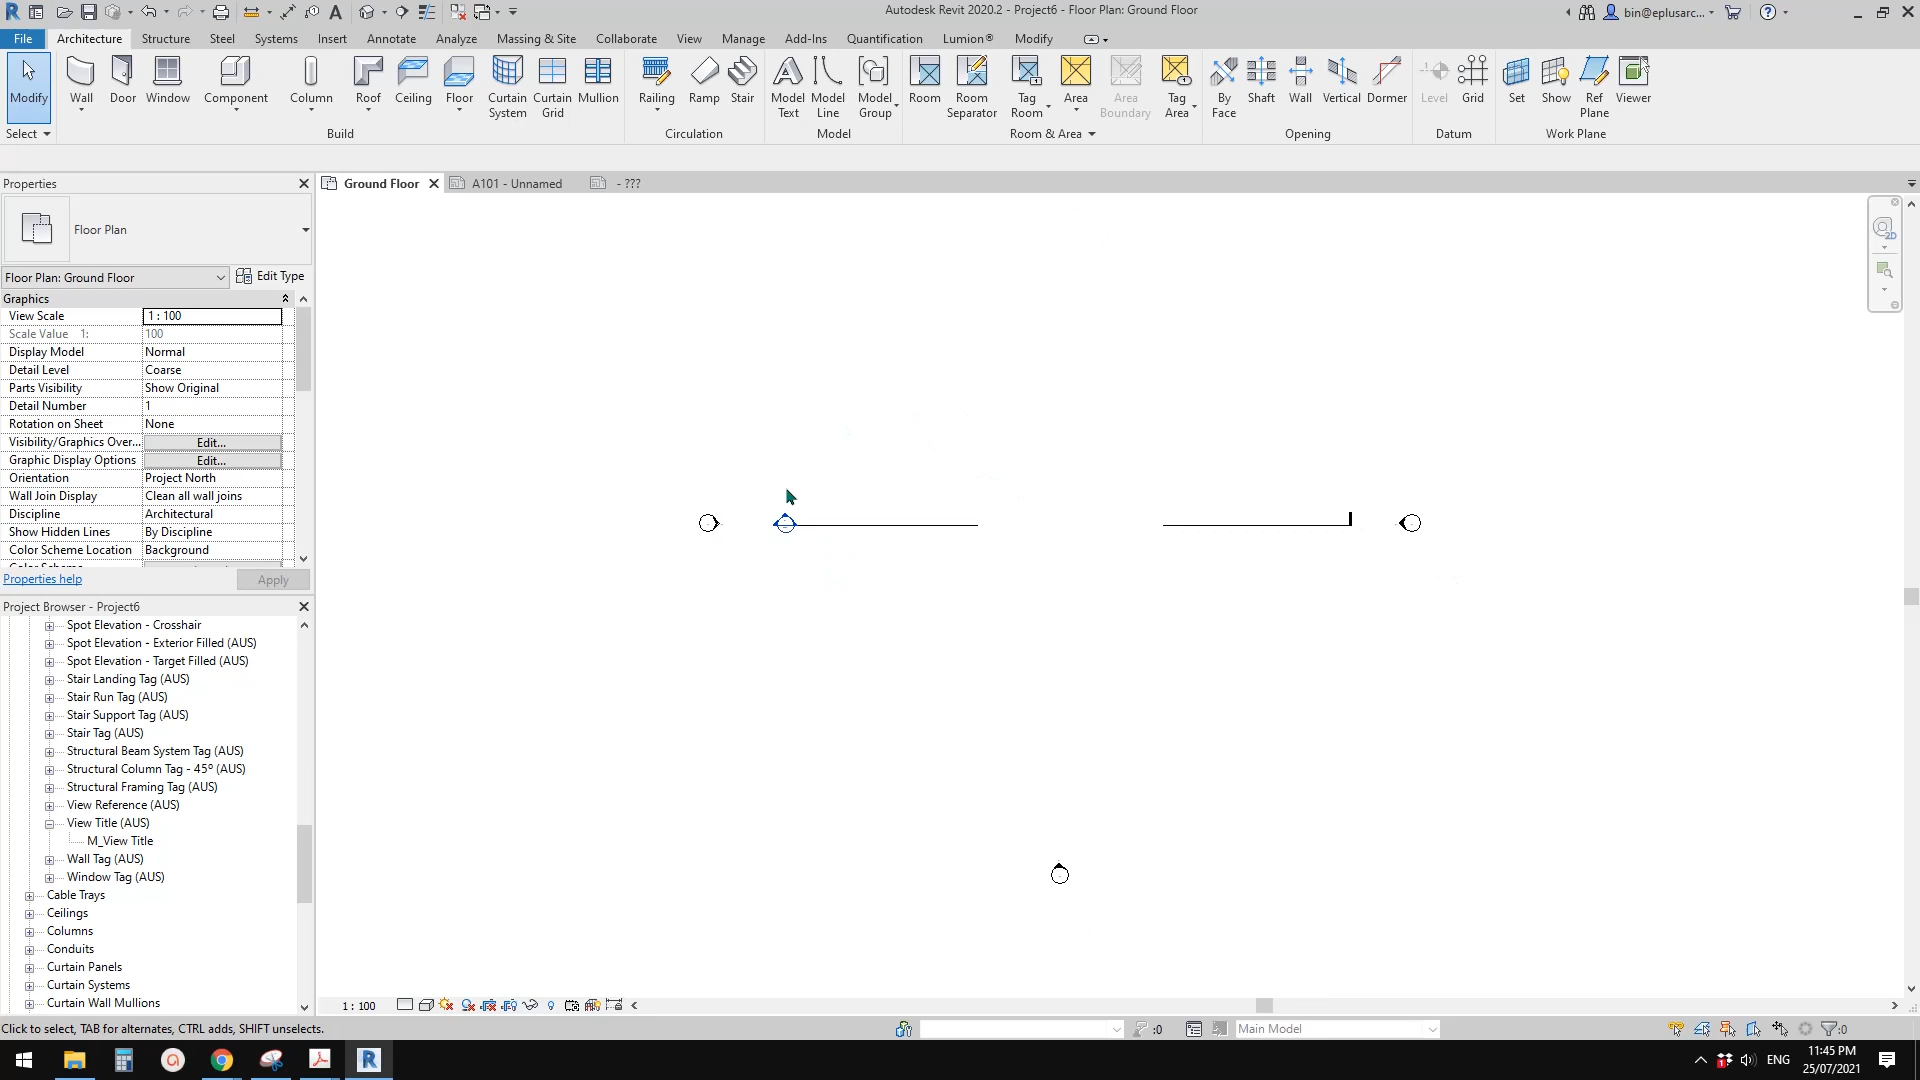 Autodesk Revit 2020.2 - Project6 - Floor Plan: Ground Floor
bin@eplusarc...
File Architecture Structure Steel Systems Insert Annotate Analyze Massing & Site Collaborate View Manage Add-Ins Quantification Lumion® Modify
Modify Wall Door Window Component Column Roof Ceiling Floor Curtain System Curtain Grid Mullion Railing Ramp Stair Model Text Model Line Model Group Room Room Separator Tag Room Area Area Boundary Tag Area By Face Shaft Wall Vertical Dormer Level Grid Set Show Ref Plane Viewer
Select Build Circulation Model Room & Area Opening Datum Work Plane
Properties
Ground Floor A101 - Unnamed - ???
Floor Plan
2D
Floor Plan: Ground Floor Edit Type
Graphics
View Scale 1 : 100
Scale Value 1: 100
Display Model Normal
Detail Level Coarse
Parts Visibility Show Original
Detail Number 1
Rotation on Sheet None
Visibility/Graphics Over... Edit...
Graphic Display Options Edit...
Orientation Project North
Wall Join Display Clean all wall joins
Discipline Architectural
Show Hidden Lines By Discipline
Color Scheme Location Background
Properties help Apply
Project Browser - Project6
Spot Elevation - Crosshair
Spot Elevation - Exterior Filled (AUS)
Spot Elevation - Target Filled (AUS)
Stair Landing Tag (AUS)
Stair Run Tag (AUS)
Stair Support Tag (AUS)
Stair Tag (AUS)
Structural Beam System Tag (AUS)
Structural Column Tag - 45º (AUS)
Structural Framing Tag (AUS)
View Reference (AUS)
View Title (AUS)
M_View Title
Wall Tag (AUS)
Window Tag (AUS)
Cable Trays
Ceilings
Columns
Conduits
Curtain Panels
Curtain Systems
Curtain Wall Mullions
1 : 100
Click to select, TAB for alternates, CTRL adds, SHIFT unselects.
:0 Main Model :0
ENG
11:45 PM
25/07/2021